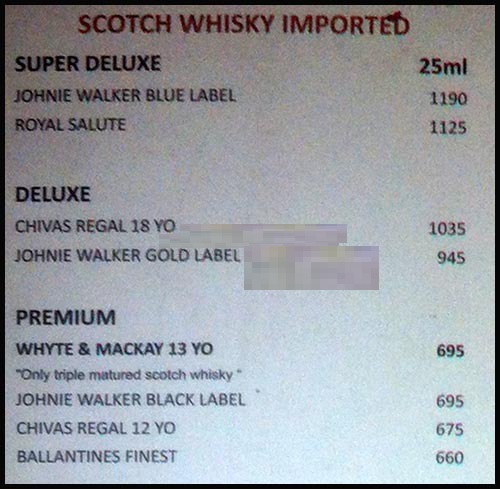 SCOTCH WHISKY IMPORTED
SUPER DELUXE 25ml
JOHNIE WALKER BLUE LABEL 1190
ROYAL SALUTE 1125
DELUXE
CHIVAS REGAL 18 YO 1035
JOHNIE WALKER GOLD LABEL 945
PREMIUM
WHYTE & MACKAY 13 YO 695
"Only triple matured scotch whisky "
JOHNIE WALKER BLACK LABEL 695
CHIVAS REGAL 12 YO 675
BALLANTINES FINEST 660